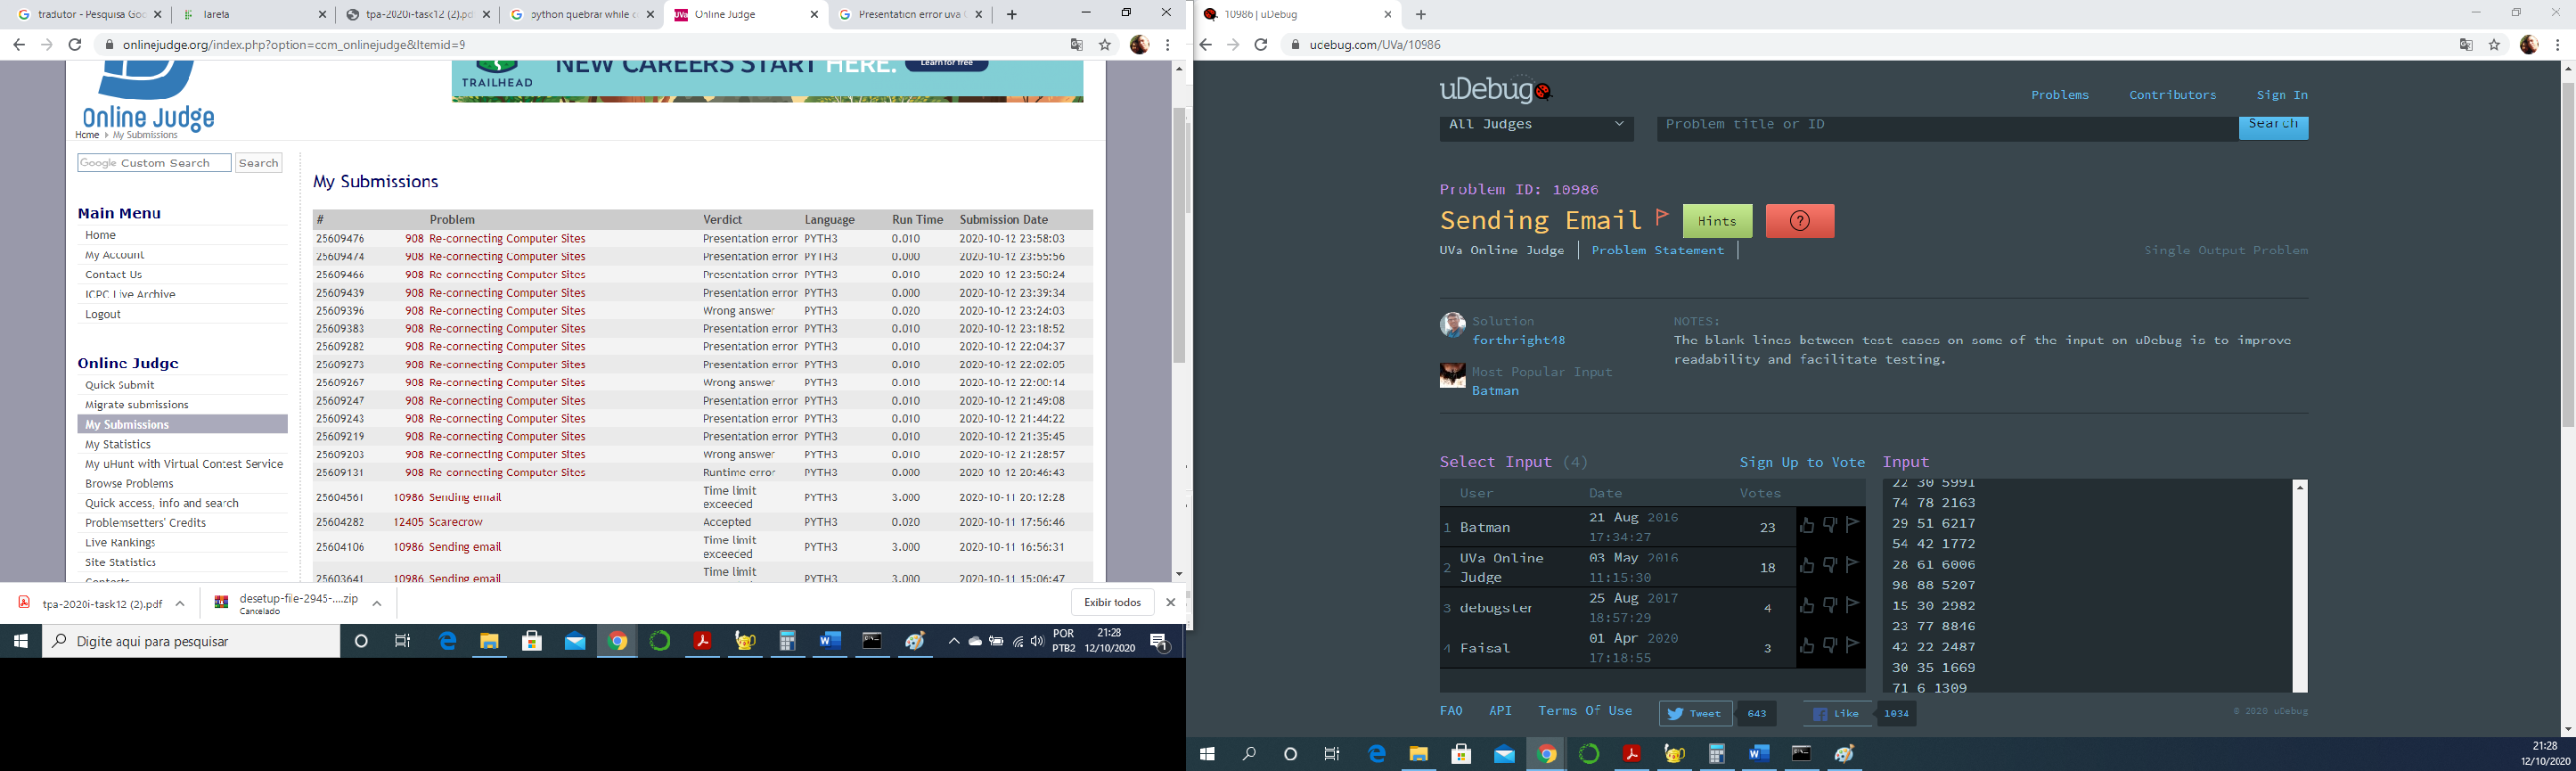 tradutor - Pesquisa Goo
Tarefa
tpa-2020i-task12 (2).pd
python quebrar while c
Online Judge
Presentation error uva
onlinejudge.org/index.php?option=com_onlinejudge&Itemid=9
TRAILHEAD
NEW CAREERS START HERE.
Learn for free
Online Judge
Home My Submissions
Google Custom Search Search
Main Menu
Home
My Account
Contact Us
ICPC Live Archive
Logout
Online Judge
Quick Submit
Migrate submissions
My Submissions
My Statistics
My uHunt with Virtual Contest Service
Browse Problems
Quick access, info and search
Problemsetters' Credits
Live Rankings
Site Statistics
Contests
My Submissions
# Problem Verdict Language Run Time Submission Date
25609476 908 Re-connecting Computer Sites Presentation error PYTH3 0.010 2020-10-12 23:58:03
25609474 908 Re-connecting Computer Sites Presentation error PYTH3 0.000 2020-10-12 23:55:56
25609466 908 Re-connecting Computer Sites Presentation error PYTH3 0.010 2020-10-12 23:50:24
25609439 908 Re-connecting Computer Sites Presentation error PYTH3 0.000 2020-10-12 23:39:34
25609396 908 Re-connecting Computer Sites Wrong answer PYTH3 0.020 2020-10-12 23:24:03
25609383 908 Re-connecting Computer Sites Presentation error PYTH3 0.010 2020-10-12 23:18:52
25609282 908 Re-connecting Computer Sites Presentation error PYTH3 0.010 2020-10-12 22:04:37
25609273 908 Re-connecting Computer Sites Presentation error PYTH3 0.010 2020-10-12 22:02:05
25609267 908 Re-connecting Computer Sites Wrong answer PYTH3 0.010 2020-10-12 22:00:14
25609247 908 Re-connecting Computer Sites Presentation error PYTH3 0.010 2020-10-12 21:49:08
25609243 908 Re-connecting Computer Sites Presentation error PYTH3 0.010 2020-10-12 21:44:22
25609219 908 Re-connecting Computer Sites Presentation error PYTH3 0.010 2020-10-12 21:35:45
25609203 908 Re-connecting Computer Sites Wrong answer PYTH3 0.010 2020-10-12 21:28:57
25609131 908 Re-connecting Computer Sites Runtime error PYTH3 0.000 2020-10-12 20:46:43
25604561 10986 Sending email Time limit exceeded PYTH3 3.000 2020-10-11 20:12:28
25604282 12405 Scarecrow Accepted PYTH3 0.020 2020-10-11 17:56:46
25604106 10986 Sending email Time limit exceeded PYTH3 3.000 2020-10-11 16:56:31
25603641 10986 Sending email Time limit PYTH3 3.000 2020-10-11 15:06:47
tpa-2020i-task12 (2).pdf
desetup-file-2945-....zip
Cancelado
Exibir todos
Digite aqui para pesquisar
POR
PTB2
21:28
12/10/2020
1
10986 | uDebug
udebug.com/UVa/10986
uDebug
Problems Contributors Sign In
All Judges Problem title or ID Search
Problem ID: 10986
Sending Email Hints ?
UVa Online Judge Problem Statement Single Output Problem
Solution
forthright48
Most Popular Input
Batman
NOTES:
The blank lines between test cases on some of the input on uDebug is to improve
readability and facilitate testing.
Select Input (4) Sign Up to Vote
User Date Votes
1 Batman 21 Aug 2016 17:34:27 23
2 UVa Online Judge 03 May 2016 11:15:30 18
3 debugster 25 Aug 2017 18:57:29 4
4 Faisal 01 Apr 2020 17:18:55 3
Input
22 30 5991
74 78 2163
29 51 6217
54 42 1772
28 61 6006
98 88 5207
15 30 2982
23 77 8846
42 22 2487
30 35 1669
71 6 1309
FAQ API Terms Of Use Tweet 643 Like 1034
© 2020 uDebug
21:28
12/10/2020